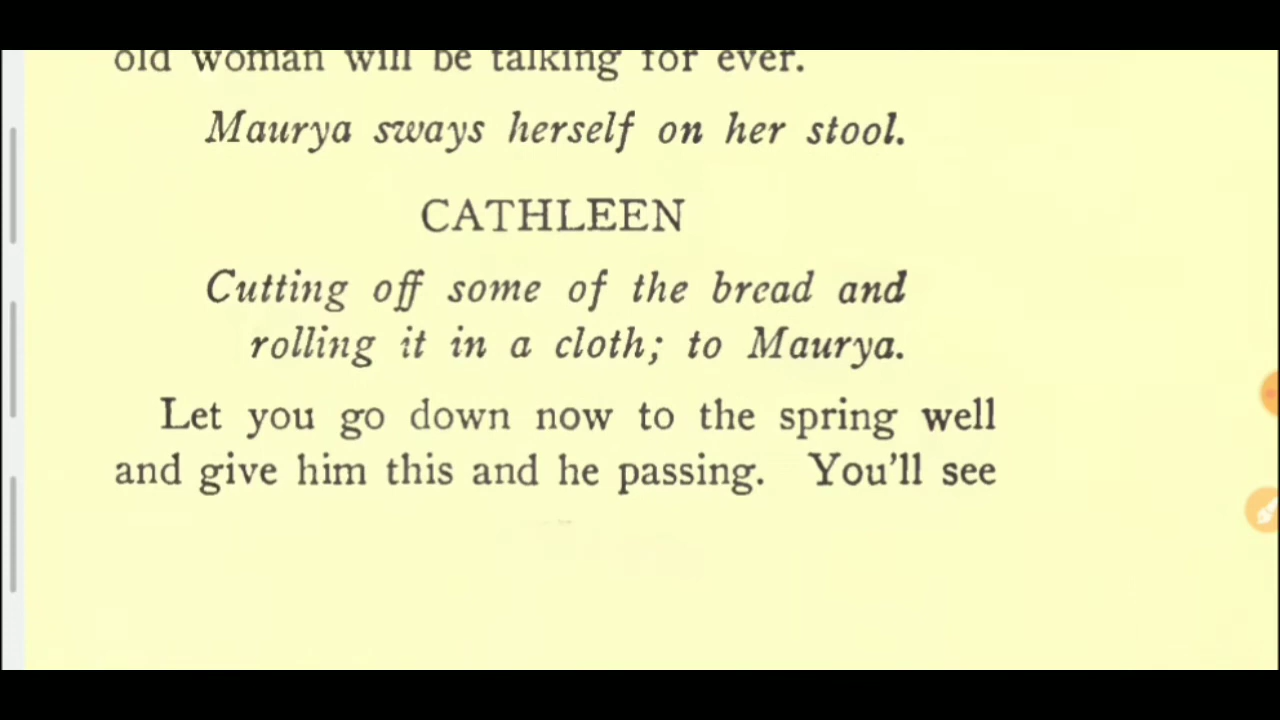 old woman will be talking for ever.
Maurya sways herself on her stool.
CATHLEEN
Cutting off some of the bread and
rolling it in a cloth; to Maurya.
Let you go down now to the spring well
and give him this and he passing. You'll see